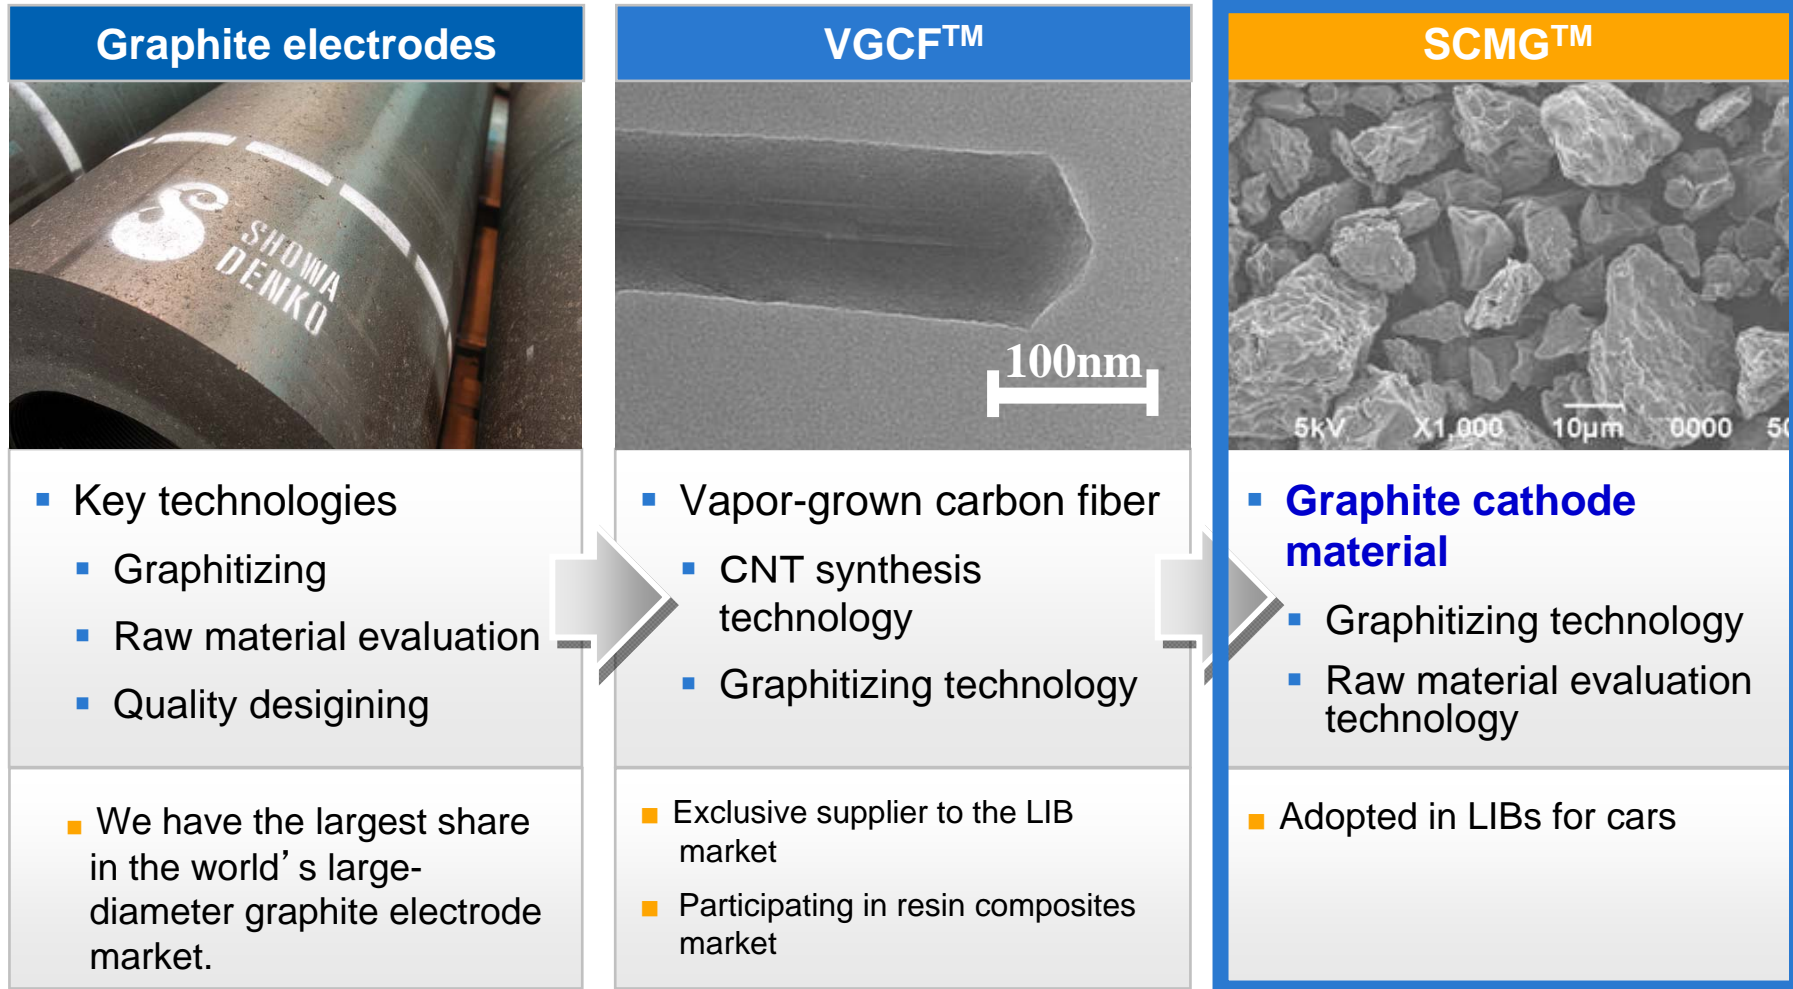 Graphite electrodes
SHOWA
DENKO
Key technologies
Graphitizing
Raw material evaluation
Quality desigining
We have the largest share
in the world's large-
diameter graphite electrode
market.
VGCF™
100nm
Vapor-grown carbon fiber
CNT synthesis
technology
Graphitizing technology
Exclusive supplier to the LIB
market
Participating in resin composites
market
SCMG™
5kV X1,000 10µm 0000 50
Graphite cathode
material
Graphitizing technology
Raw material evaluation
technology
Adopted in LIBs for cars